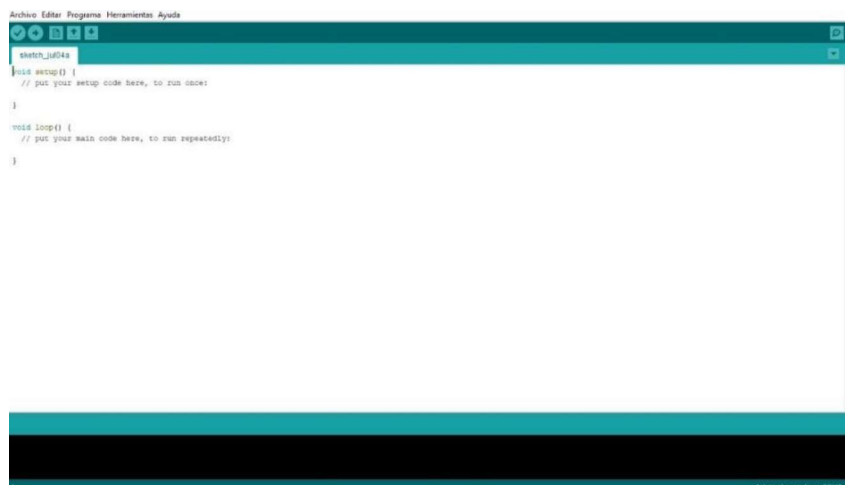 Archivo Editar Programa Herramientas Ayuda
sketch_jul04a
void setup() {
// put your setup code here, to run once:
}
void loop() {
// put your main code here, to run repeatedly:
}